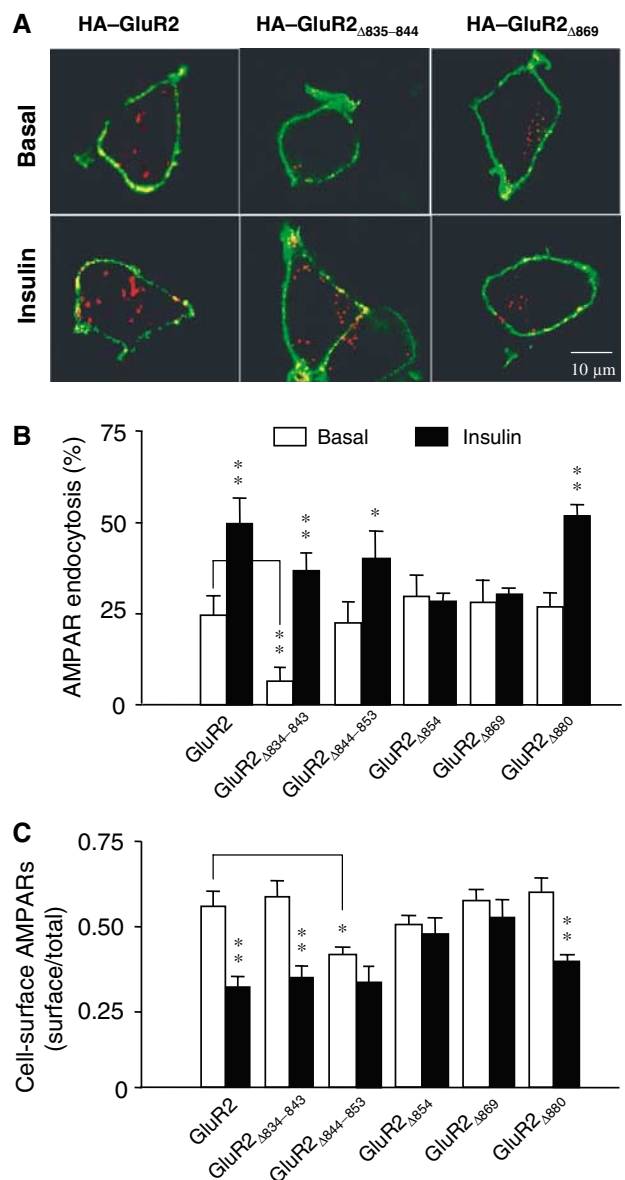 A
HA–GluR2
HA–GluR2Δ835–844
HA–GluR2Δ869
Basal
Insulin
10 µm
B
Basal
Insulin
AMPAR endocytosis (%)
75
50
25
0
**
**
**
*
**
GluR2
GluR2Δ834–843
GluR2Δ844–853
GluR2Δ854
GluR2Δ869
GluR2Δ880
C
Cell-surface AMPARs
(surface/total)
0.75
0.50
0.25
0
**
**
*
**
GluR2
GluR2Δ834–843
GluR2Δ844–853
GluR2Δ854
GluR2Δ869
GluR2Δ880